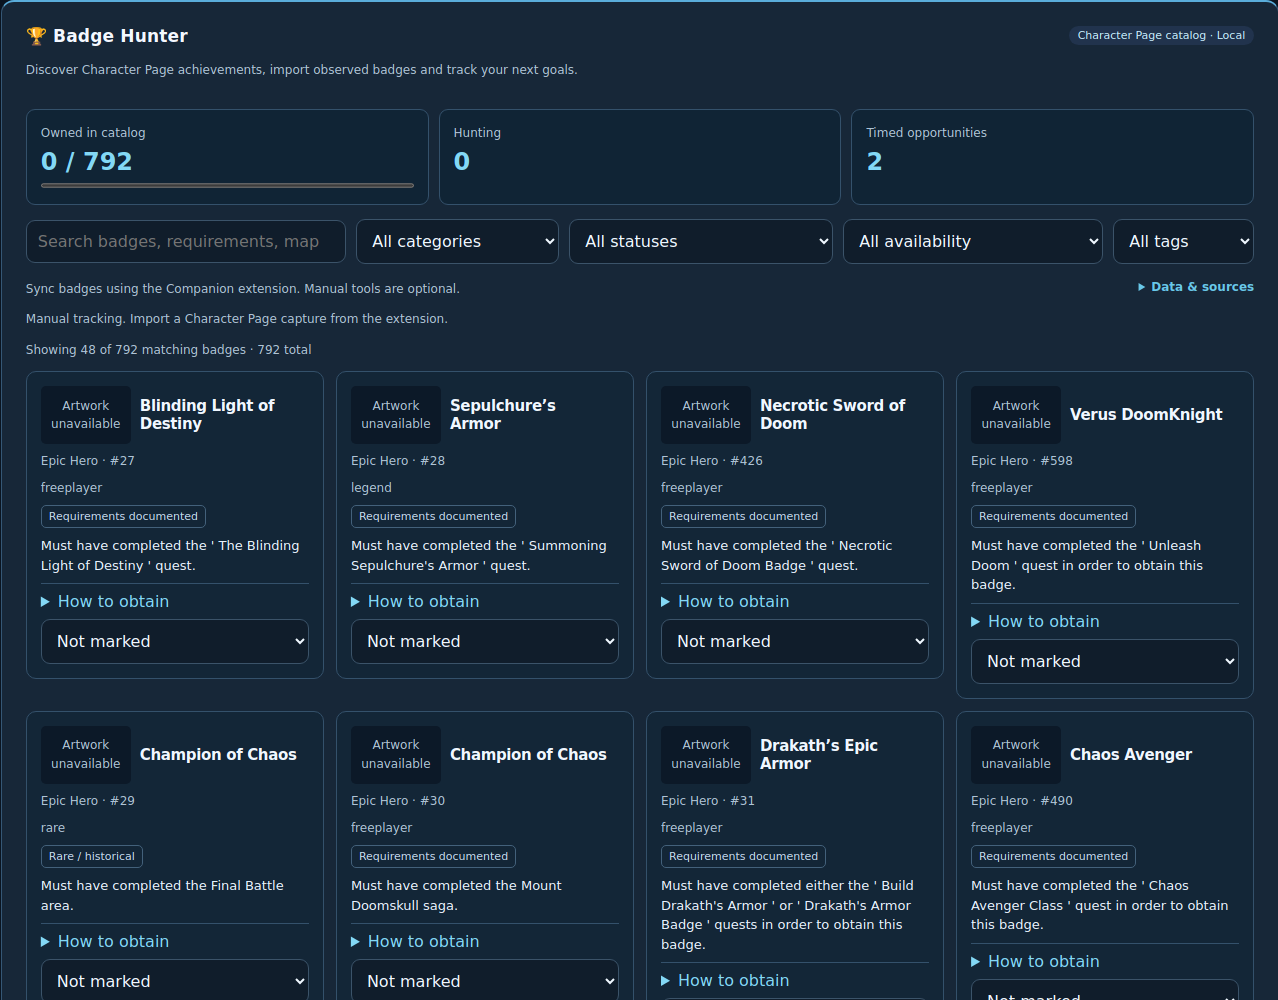 🏆 Badge Hunter
Character Page catalog · Local
Discover Character Page achievements, import observed badges and track your next goals.
Owned in catalog
0 / 792
Hunting
0
Timed opportunities
2
Search badges, requirements, map
All categories
All statuses
All availability
All tags
Sync badges using the Companion extension. Manual tools are optional.
Data & sources
Manual tracking. Import a Character Page capture from the extension.
Showing 48 of 792 matching badges · 792 total
Artwork
unavailable
Blinding Light of
Destiny
Epic Hero · #27
freeplayer
Requirements documented
Must have completed the ' The Blinding
Light of Destiny ' quest.
How to obtain
Not marked
Artwork
unavailable
Sepulchure’s
Armor
Epic Hero · #28
legend
Requirements documented
Must have completed the ' Summoning
Sepulchure's Armor ' quest.
How to obtain
Not marked
Artwork
unavailable
Necrotic Sword of
Doom
Epic Hero · #426
freeplayer
Requirements documented
Must have completed the ' Necrotic
Sword of Doom Badge ' quest.
How to obtain
Not marked
Artwork
unavailable
Verus DoomKnight
Epic Hero · #598
freeplayer
Requirements documented
Must have completed the ' Unleash
Doom ' quest in order to obtain this
badge.
How to obtain
Not marked
Artwork
unavailable
Champion of Chaos
Epic Hero · #29
rare
Rare / historical
Must have completed the Final Battle
area.
How to obtain
Not marked
Artwork
unavailable
Champion of Chaos
Epic Hero · #30
freeplayer
Requirements documented
Must have completed the Mount
Doomskull saga.
How to obtain
Not marked
Artwork
unavailable
Drakath’s Epic
Armor
Epic Hero · #31
freeplayer
Requirements documented
Must have completed either the ' Build
Drakath's Armor ' or ' Drakath's Armor
Badge ' quests in order to obtain this
badge.
How to obtain
Artwork
unavailable
Chaos Avenger
Epic Hero · #490
freeplayer
Requirements documented
Must have completed the ' Chaos
Avenger Class ' quest in order to obtain
this badge.
How to obtain
Not marked